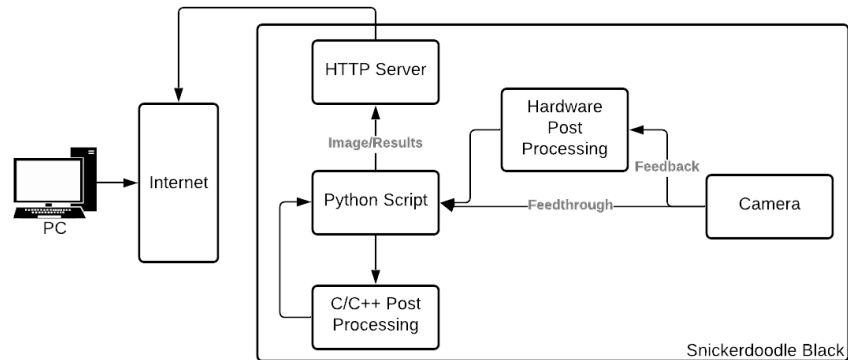 HTTP Server
Hardware
Post
Processing
Image/Results
Feedback
Internet
Python Script
Feedthrough
Camera
PC
C/C++ Post
Processing
Snickerdoodle Black